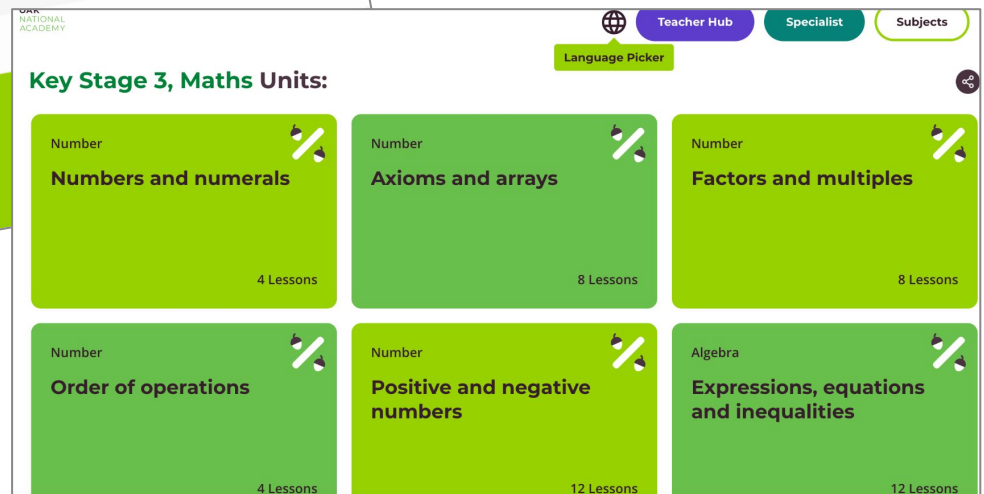 OAK
NATIONAL
ACADEMY
Teacher Hub
Specialist
Subjects
Language Picker
Key Stage 3, Maths Units:
Number
Numbers and numerals
4 Lessons
Number
Axioms and arrays
8 Lessons
Number
Factors and multiples
8 Lessons
Number
Order of operations
4 Lessons
Number
Positive and negative
numbers
12 Lessons
Algebra
Expressions, equations
and inequalities
12 Lessons